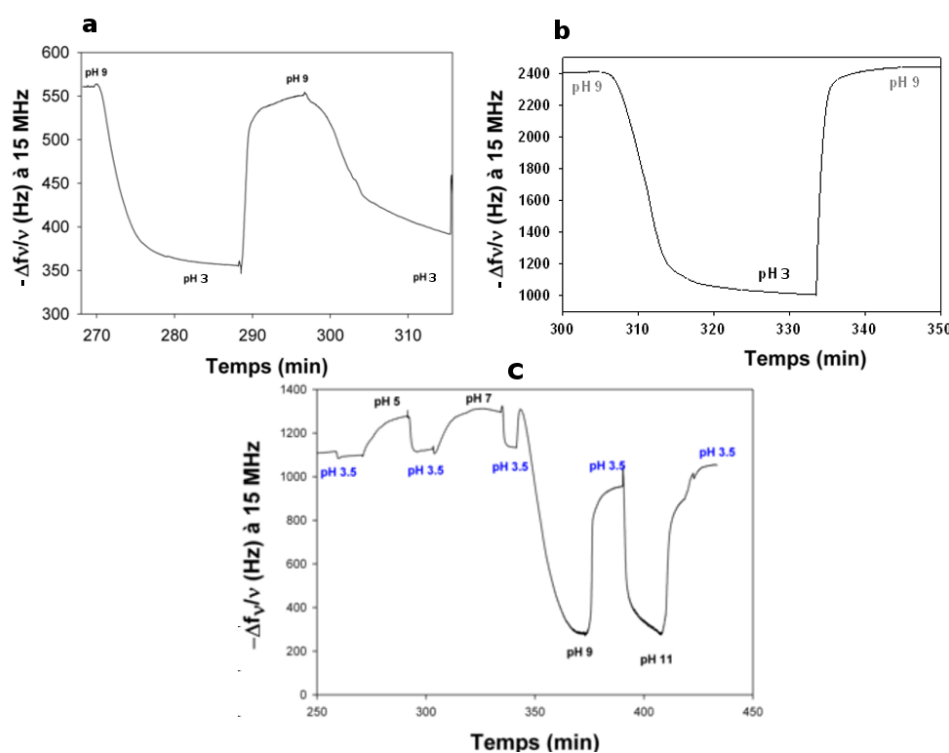 a
600
550
500
450
400
350
300
-Δfν/ν (Hz) à 15 MHz
pH 9
pH 9
pH 3
pH 3
270 280 290 300 310
Temps (min)
b
2400
2200
2000
1800
1600
1400
1200
1000
-Δfν/ν (Hz) à 15 MHz
pH 9
pH 9
pH 3
300 310 320 330 340 350
Temps (min)
c
1400
1200
1000
800
600
400
200
0
−Δfν/ν (Hz) à 15 MHz
pH 5
pH 7
pH 3.5
pH 3.5
pH 3.5
pH 3.5
pH 3.5
pH 9
pH 11
250 300 350 400 450
Temps (min)